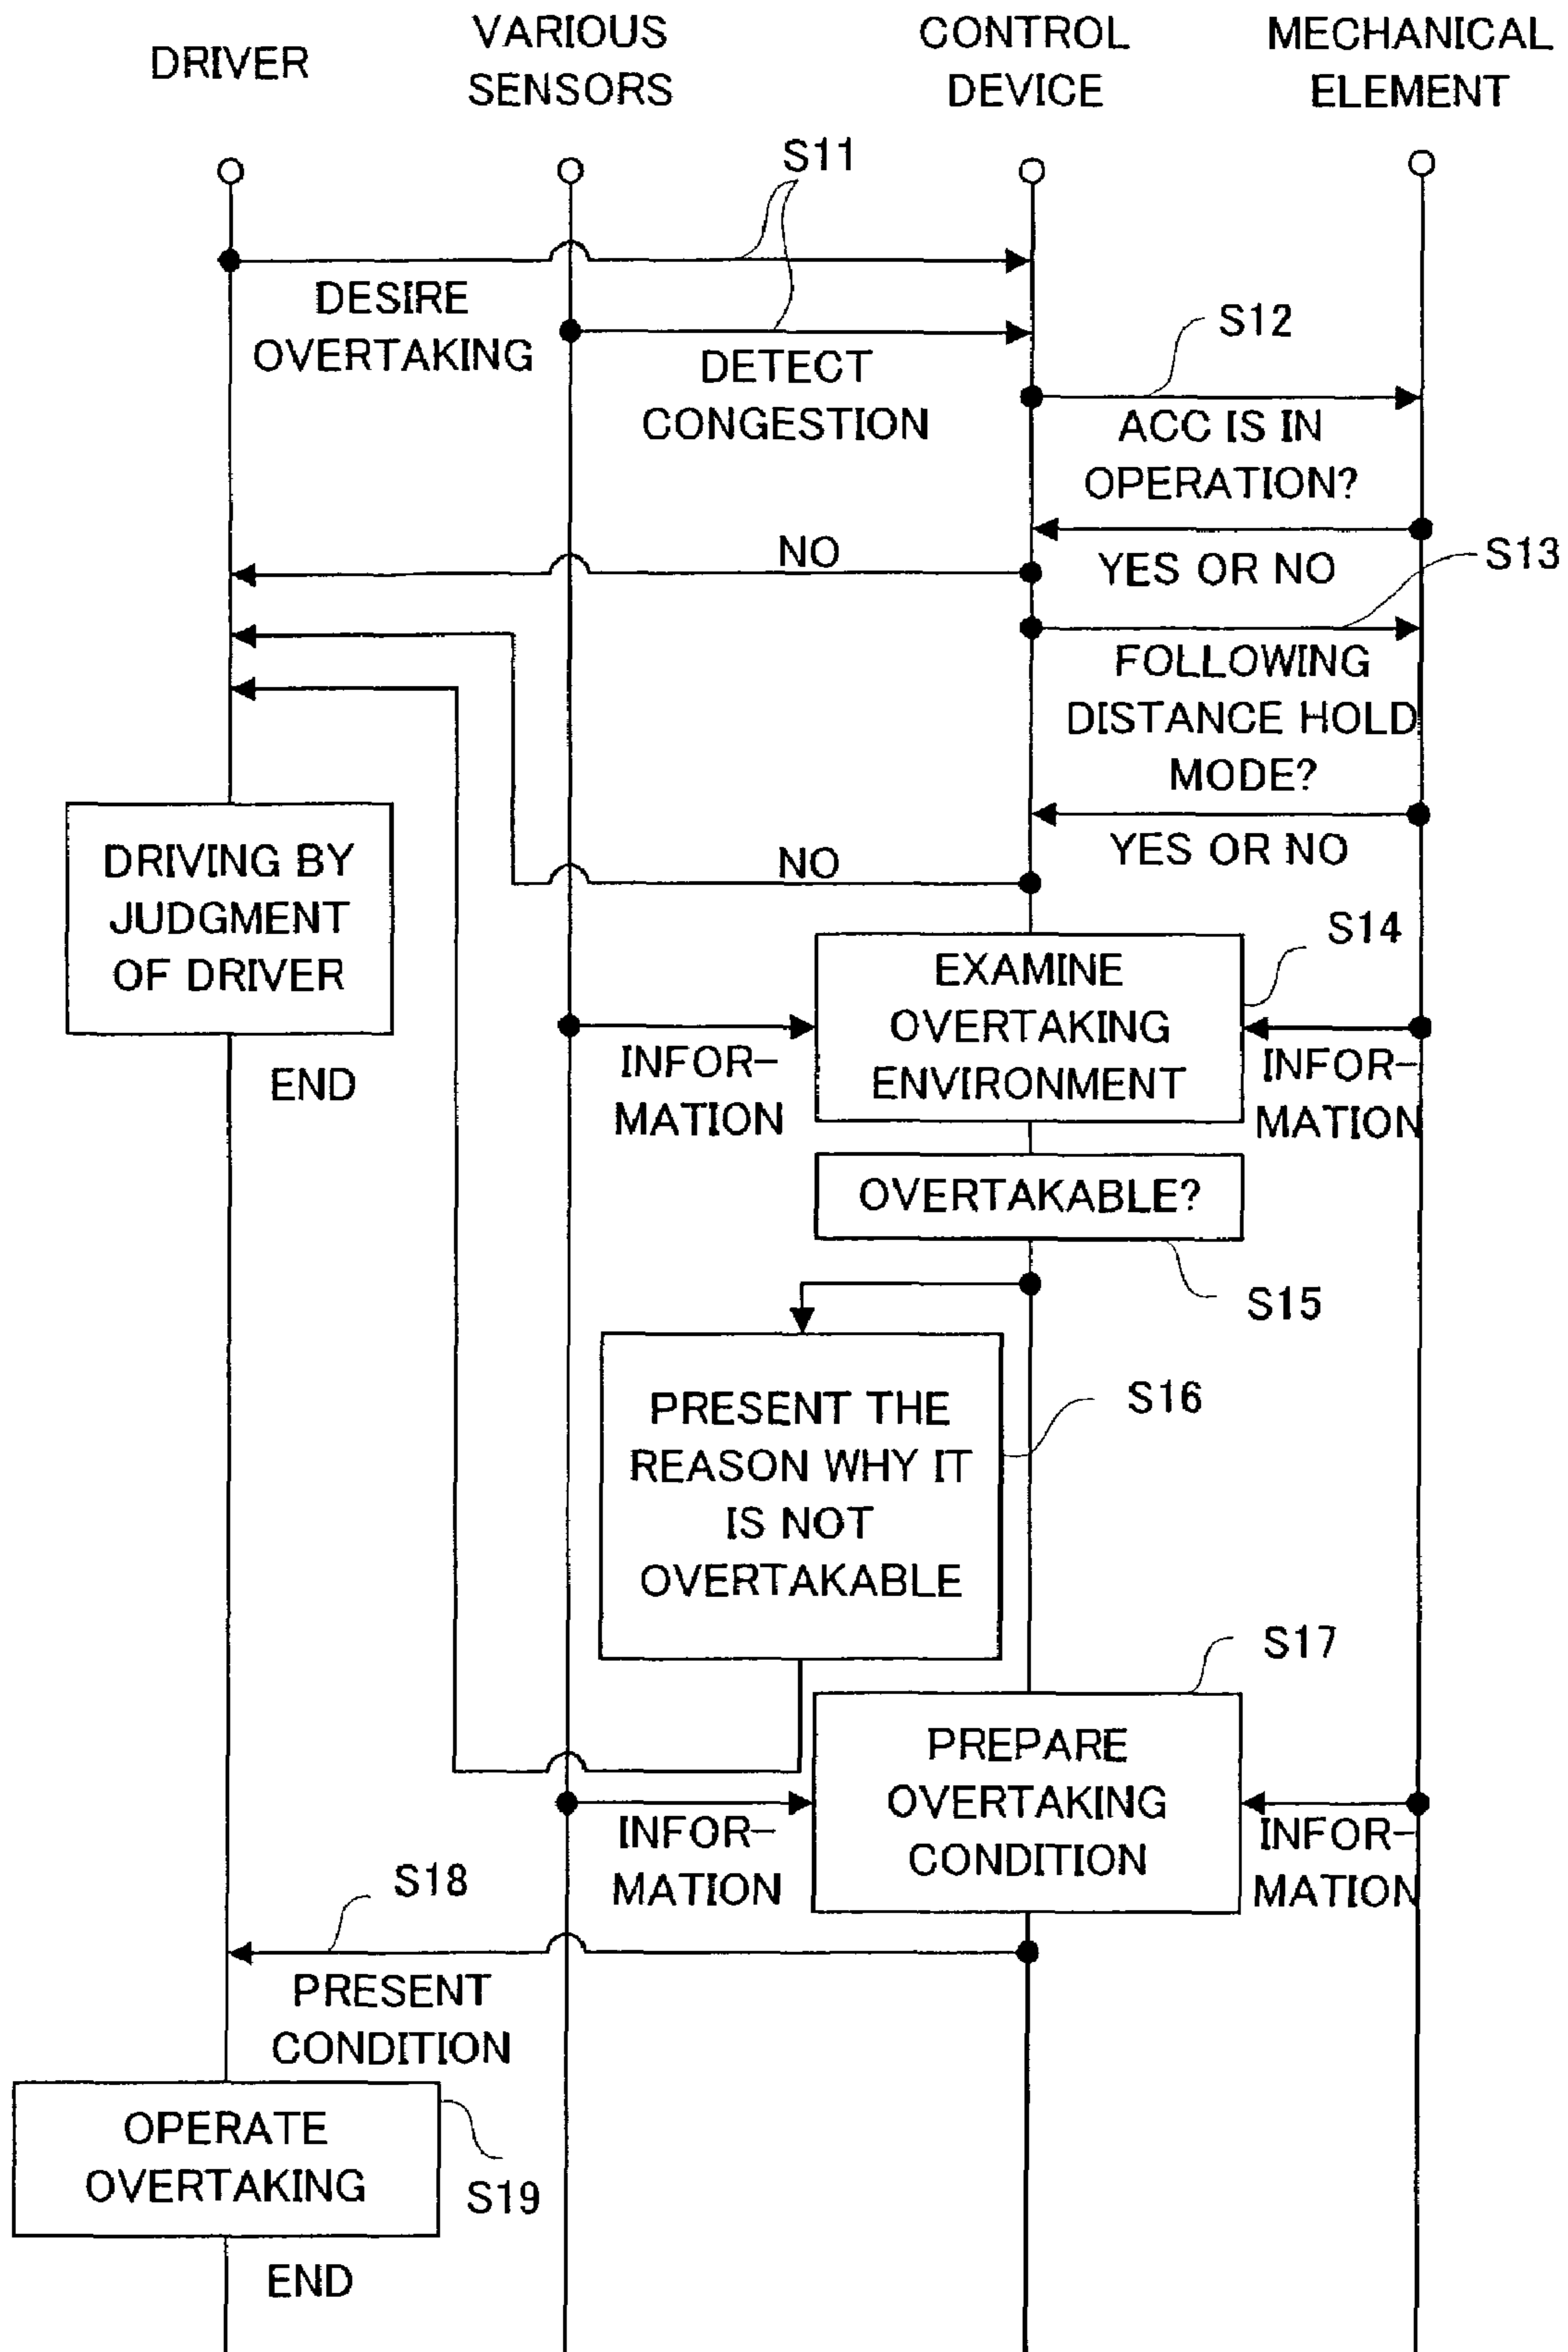 DRIVER
VARIOUS
SENSORS
CONTROL
DEVICE
MECHANICAL
ELEMENT
S11
DESIRE
OVERTAKING
DETECT
CONGESTION
S12
ACC IS IN
OPERATION?
YES OR NO
NO
S13
FOLLOWING
DISTANCE HOLD
MODE?
YES OR NO
NO
DRIVING BY
JUDGMENT
OF DRIVER
END
S14
EXAMINE
OVERTAKING
ENVIRONMENT
INFOR-
MATION
INFOR-
MATION
OVERTAKABLE?
S15
PRESENT THE
REASON WHY IT
IS NOT
OVERTAKABLE
S16
S17
PREPARE
OVERTAKING
CONDITION
INFOR-
MATION
INFOR-
MATION
S18
PRESENT
CONDITION
OPERATE
OVERTAKING
S19
END